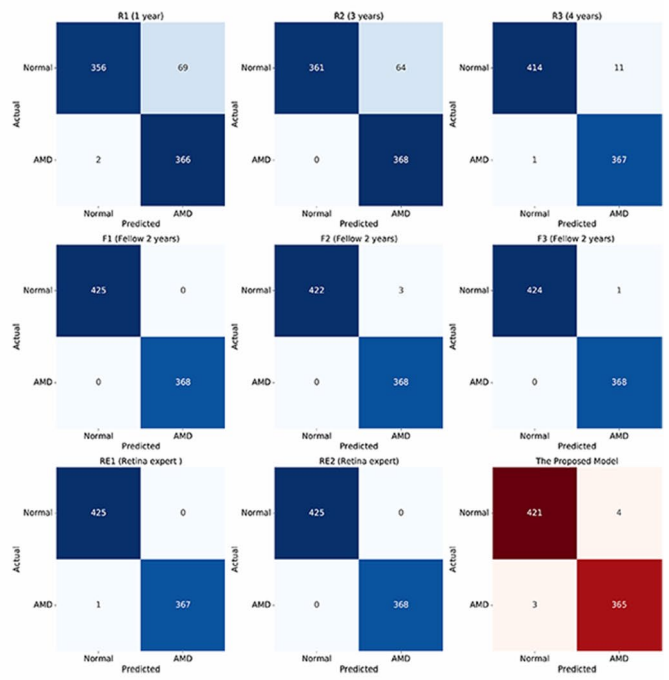 R1 (1 year)
R2 (3 years)
R3 (4 years)
Normal
356
69
Normal
361
64
Normal
414
11
Actual
Actual
Actual
AMD
2
366
AMD
0
368
AMD
1
367
Normal
AMD
Normal
AMD
Normal
AMD
Predicted
Predicted
Predicted
F1 (Fellow 2 years)
F2 (Fellow 2 years)
F3 (Fellow 2 years)
Normal
425
0
Normal
422
3
Normal
424
1
Actual
Actual
Actual
AMD
0
368
AMD
0
368
AMD
0
368
Normal
AMD
Normal
AMD
Normal
AMD
Predicted
Predicted
Predicted
RE1 (Retina expert )
RE2 (Retina expert)
The Proposed Model
Normal
425
0
Normal
425
0
Normal
421
4
Actual
Actual
Actual
AMD
1
367
AMD
0
368
AMD
3
365
Normal
AMD
Normal
AMD
Normal
AMD
Predicted
Predicted
Predicted